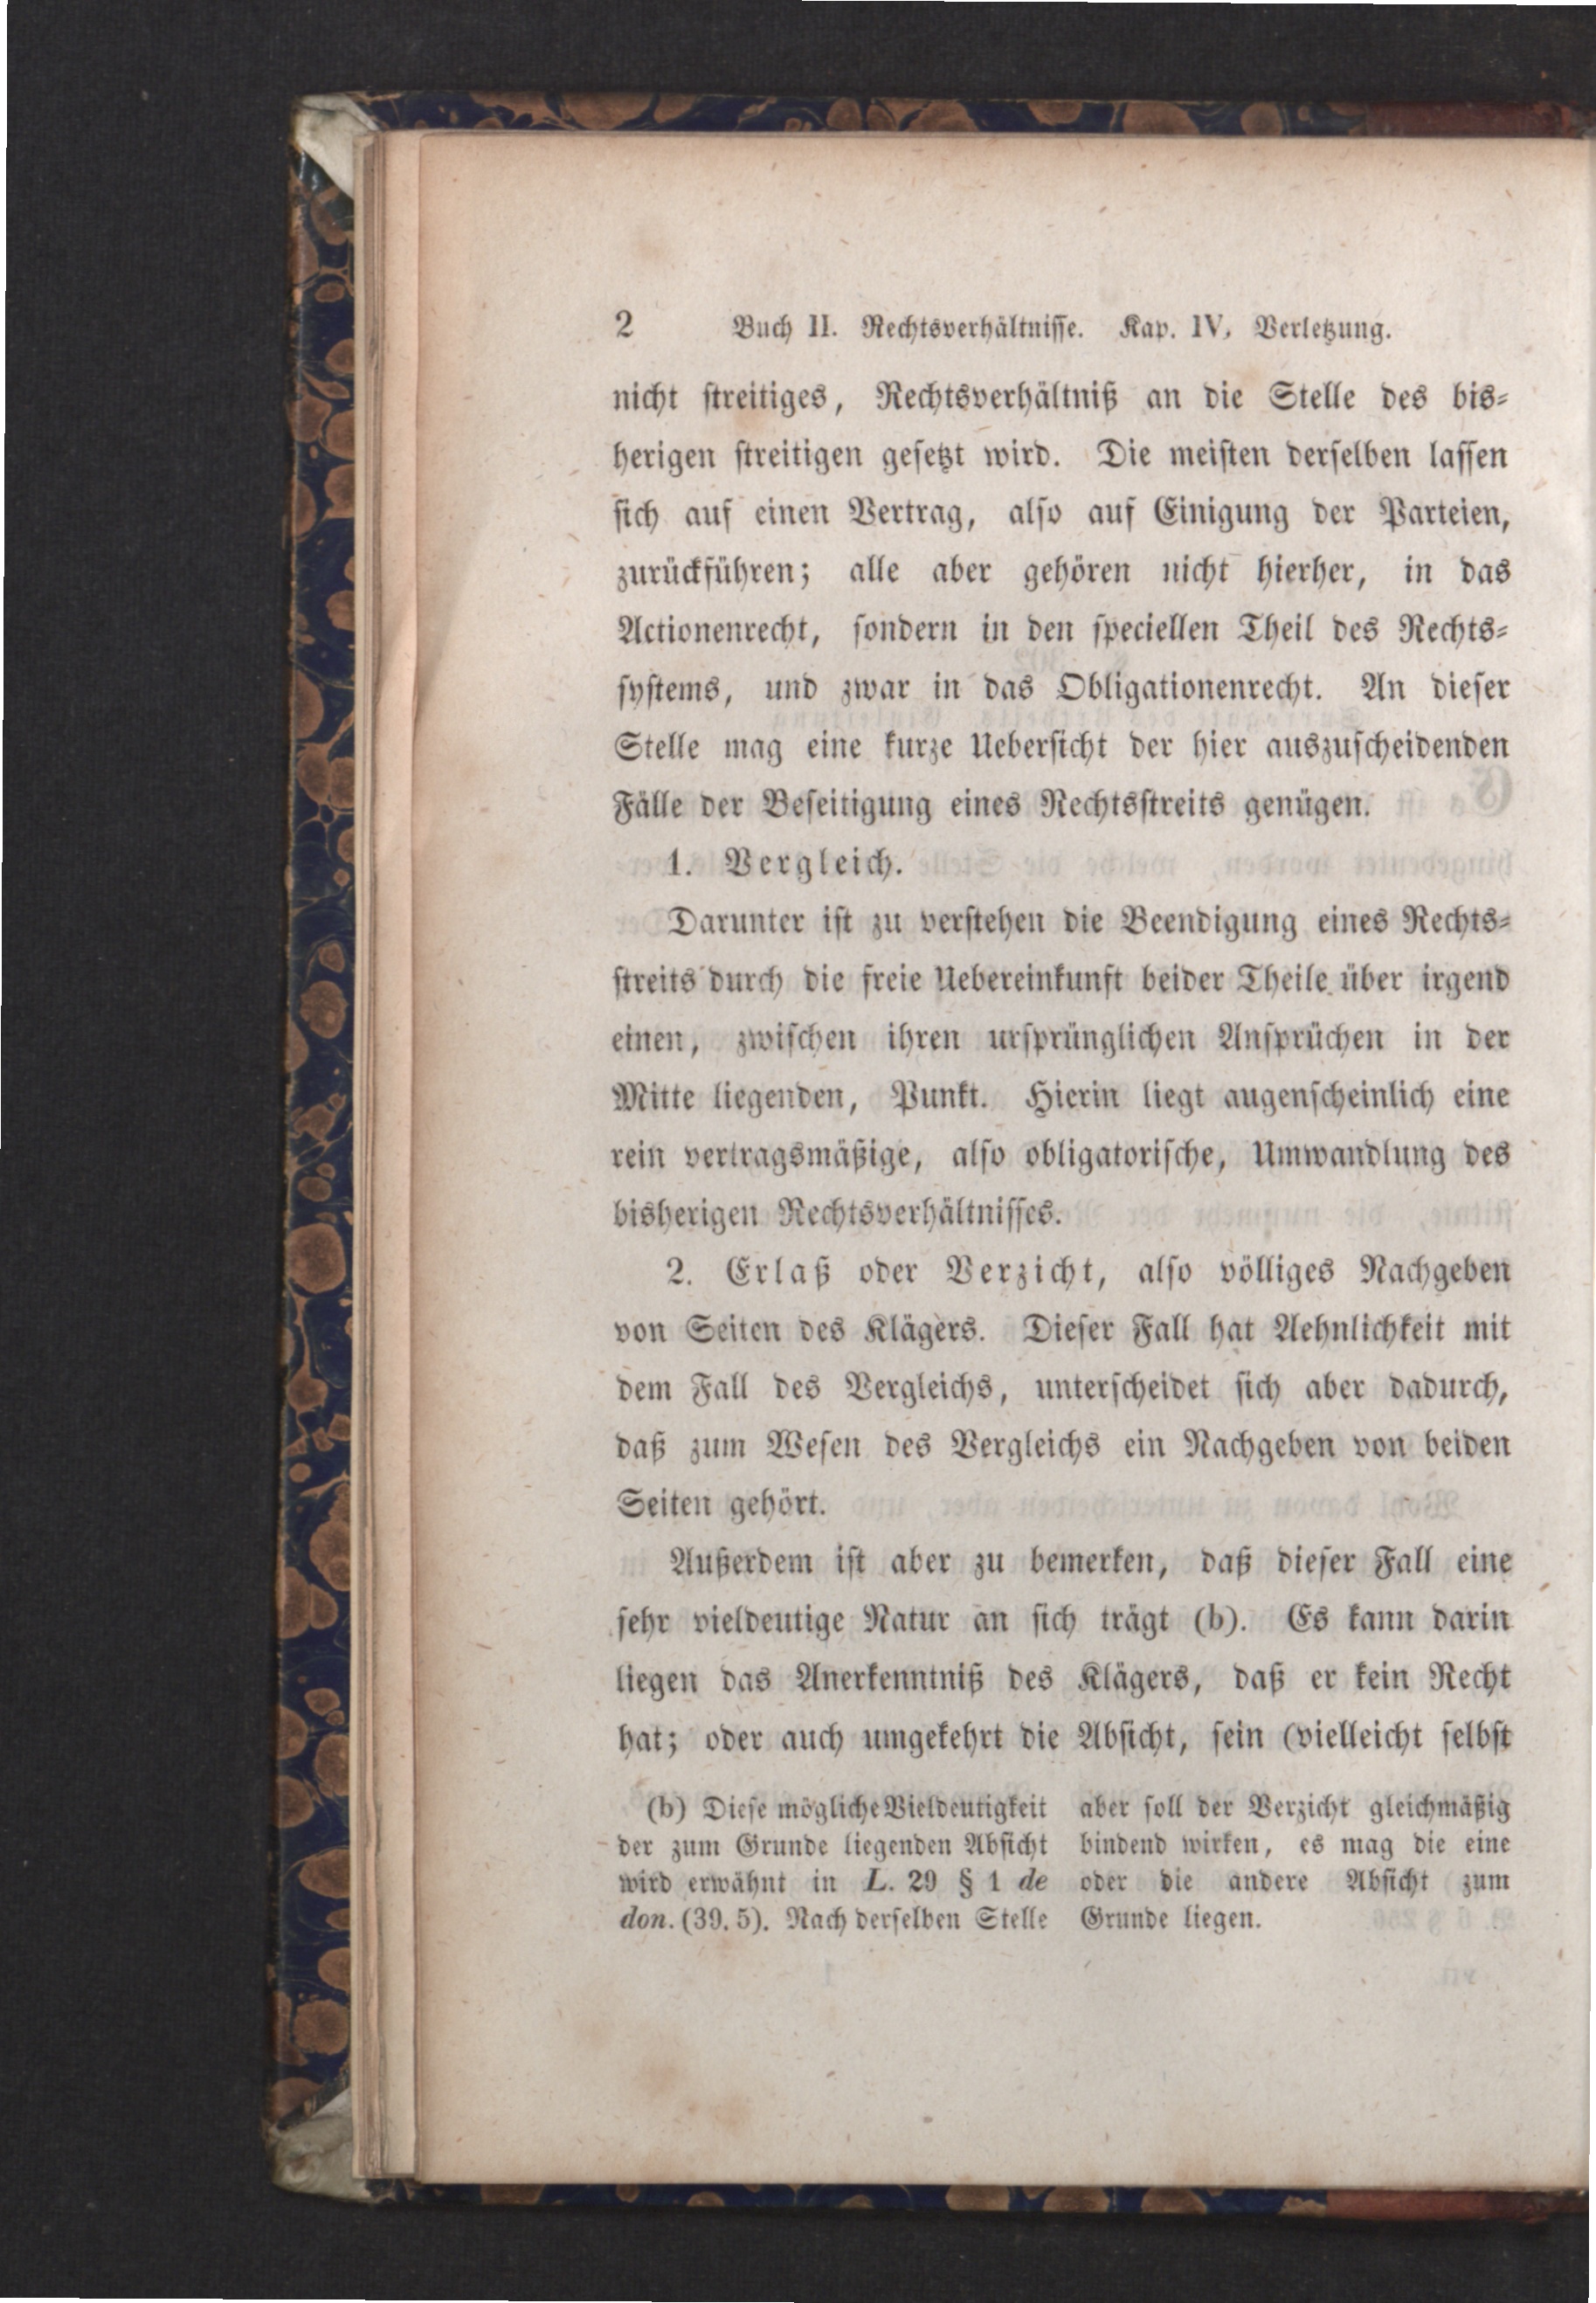 2 Buch II. Rechtsverhältnisse. Kap. IV. Verletzung.
nicht streitiges, Rechtsverhältniß an die Stelle des bis-
herigen streitigen gesetzt wird. Die meisten derselben lassen
sich auf einen Vertrag, also auf Einigung der Parteien,
zurückführen; alle aber gehören nicht hierher, in das
Actionenrecht, sondern in den speciellen Theil des Rechts-
systems, und zwar in das Obligationenrecht. An dieser
Stelle mag eine kurze Uebersicht der hier auszuscheidenden
Fälle der Beseitigung eines Rechtsstreits genügen.
1. Vergleich.
Darunter ist zu verstehen die Beendigung eines Rechts-
streits durch die freie Uebereinkunft beider Theile über irgend
einen, zwischen ihren ursprünglichen Ansprüchen in der
Mitte liegenden, Punkt. Hierin liegt augenscheinlich eine
rein vertragsmäßige, also obligatorische, Umwandlung des
bisherigen Rechtsverhältnisses.
2. Erlaß oder Verzicht, also völliges Nachgeben
von Seiten des Klägers. Dieser Fall hat Aehnlichkeit mit
dem Fall des Vergleichs, unterscheidet sich aber dadurch,
daß zum Wesen des Vergleichs ein Nachgeben von beiden
Seiten gehört.
Außerdem ist aber zu bemerken, daß dieser Fall eine
sehr vieldeutige Natur an sich trägt (b). Es kann darin
liegen das Anerkenntniß des Klägers, daß er kein Recht
hat; oder auch umgekehrt die Absicht, sein (vielleicht selbst
(b) Diese mögliche Vieldeutigkeit
der zum Grunde liegenden Absicht
wird erwähnt in L. 29 § 1 de
don. (39. 5). Nach derselben Stelle
aber soll der Verzicht gleichmäßig
bindend wirken, es mag die eine
oder die andere Absicht zum
Grunde liegen.